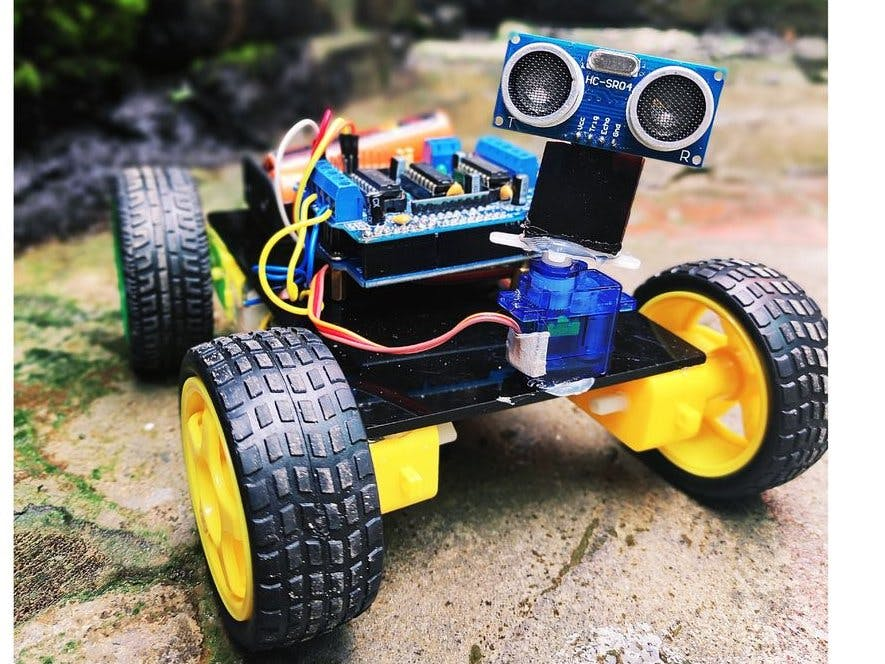 HC-SR04
T
Vcc
Trig
Echo
Gnd
R